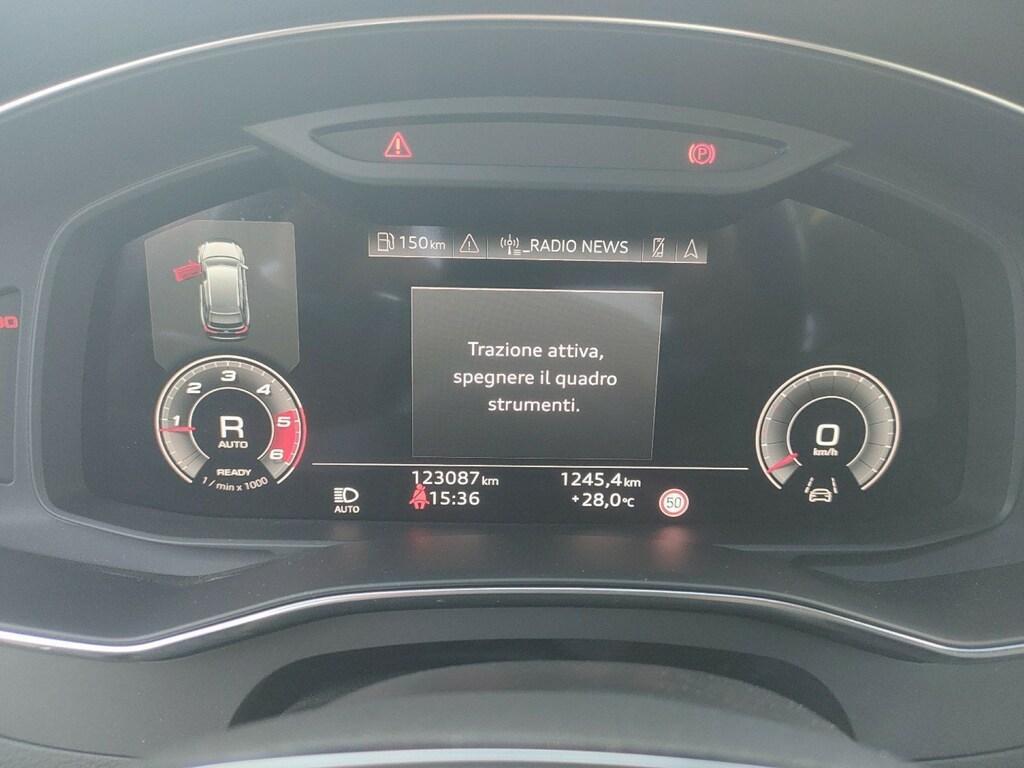 P
150 km
_RADIO NEWS
Trazione attiva,
spegnere il quadro
strumenti.
1 2 3 4 5 6
R
AUTO
READY
1 / min x 1000
0
km/h
123087 km
1245,4 km
AUTO
15:36
+28,0 °C
50